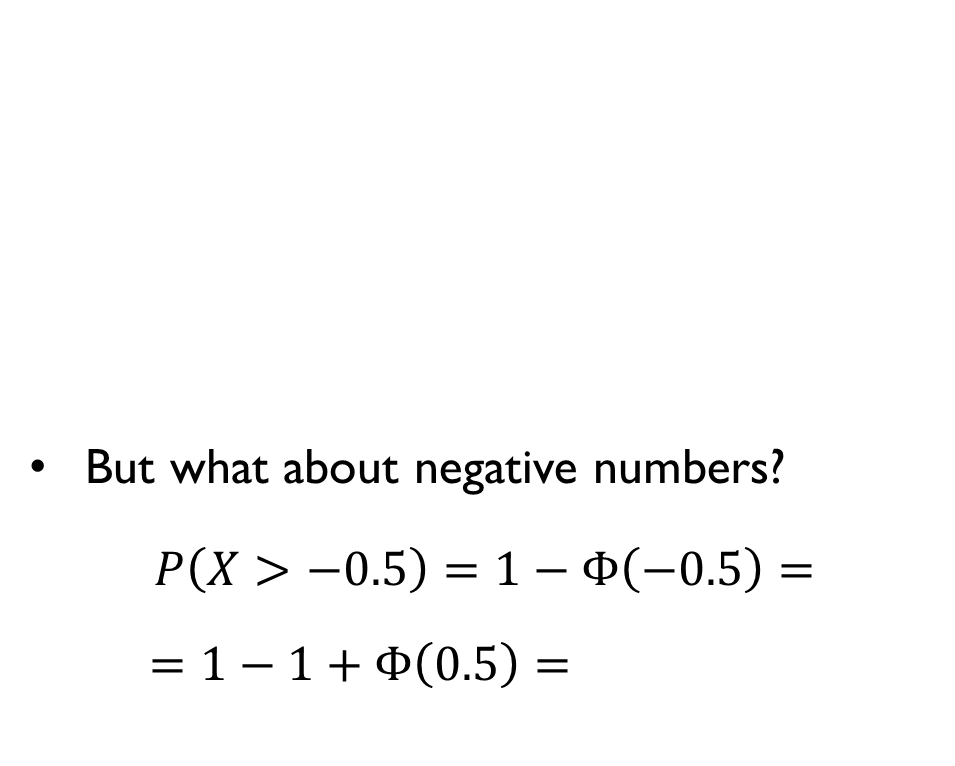 • But what about negative numbers?
𝑃(𝑋 > −0.5) = 1 − Φ(−0.5) =
= 1 − 1 + Φ(0.5) =